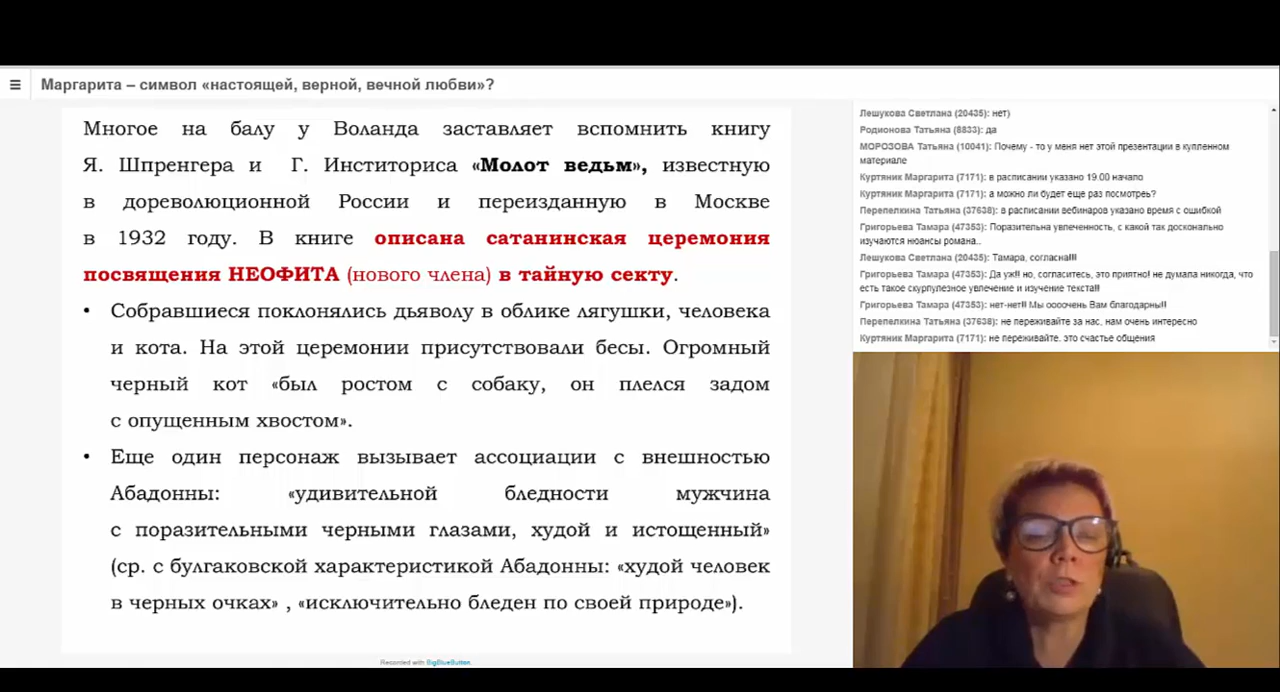 Маргарита – символ «настоящей, верной, вечной любви»?
Многое на балу у Воланда заставляет вспомнить книгу
Я. Шпренгера и Г. Инститориса «Молот ведьм», известную
в дореволюционной России и переизданную в Москве
в 1932 году. В книге описана сатанинская церемония
посвящения НЕОФИТА (нового члена) в тайную секту.
• Собравшиеся поклонялись дьяволу в облике лягушки, человека
и кота. На этой церемонии присутствовали бесы. Огромный
черный кот «был ростом с собаку, он плелся задом
с опущенным хвостом».
• Еще один персонаж вызывает ассоциации с внешностью
Абадонны: «удивительной бледности мужчина
с поразительными черными глазами, худой и истощенный»
(ср. с булгаковской характеристикой Абадонны: «худой человек
в черных очках» , «исключительно бледен по своей природе»).
Лешукова Светлана (20435): нет)
Родионова Татьяна (8833): да
МОРОЗОВА Татьяна (10041): Почему - то у меня нет этой презентации в купленном
материале
Куртяник Маргарита (7171): в расписании указано 19.00 начало
Куртяник Маргарита (7171): а можно ли будет еще раз посмотреь?
Перепелкина Татьяна (37638): в расписании вебинаров указано время с ошибкой
Григорьева Тамара (47353): Поразительна увлеченность, с какой так досконально
изучаются нюансы романа..
Лешукова Светлана (20435): Тамара, согласна!!!
Григорьева Тамара (47353): Да уж!! но, согласитесь, это приятно! не думала никогда, что
есть такое скурпулезное увлечение и изучение текста!!!
Григорьева Тамара (47353): нет-нет!! Мы оооочень Вам благодарны!!
Перепелкина Татьяна (37638): не переживайте за нас, нам очень интересно
Куртяник Маргарита (7171): не переживайте. это счастье общения
Recorded with BigBlueButton.